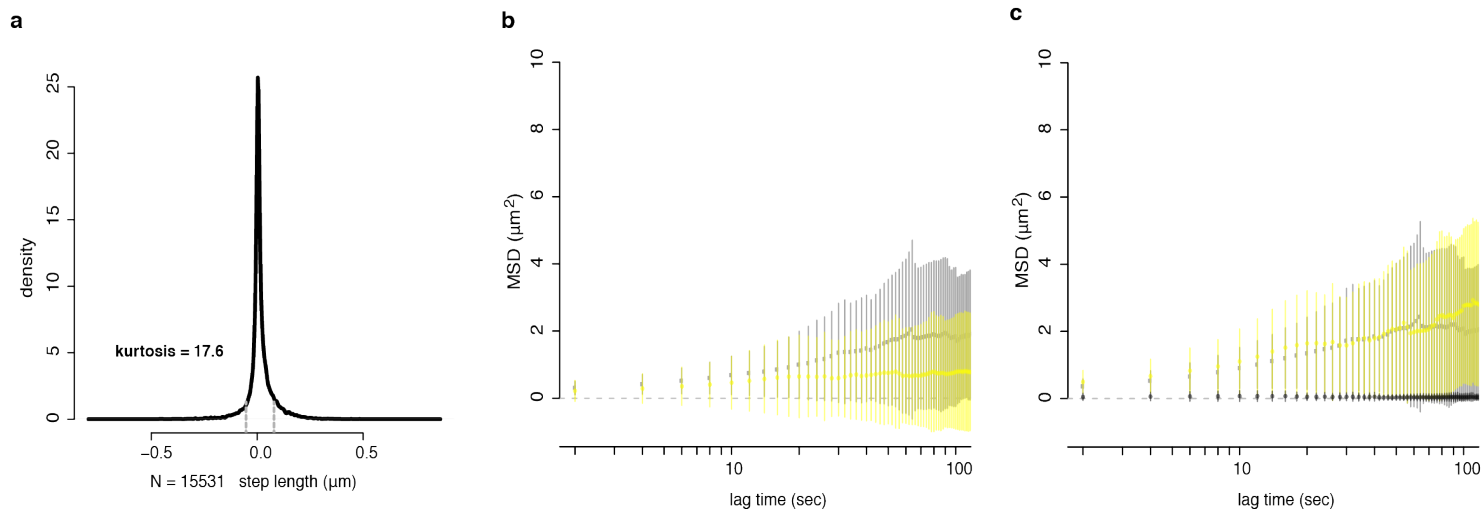 a
density
0
5
10
15
20
25
kurtosis = 17.6
−0.5
0.0
0.5
N = 15531 step length (µm)
b
MSD (µm²)
0
2
4
6
8
10
10
100
lag time (sec)
c
MSD (µm²)
0
2
4
6
8
10
10
100
lag time (sec)